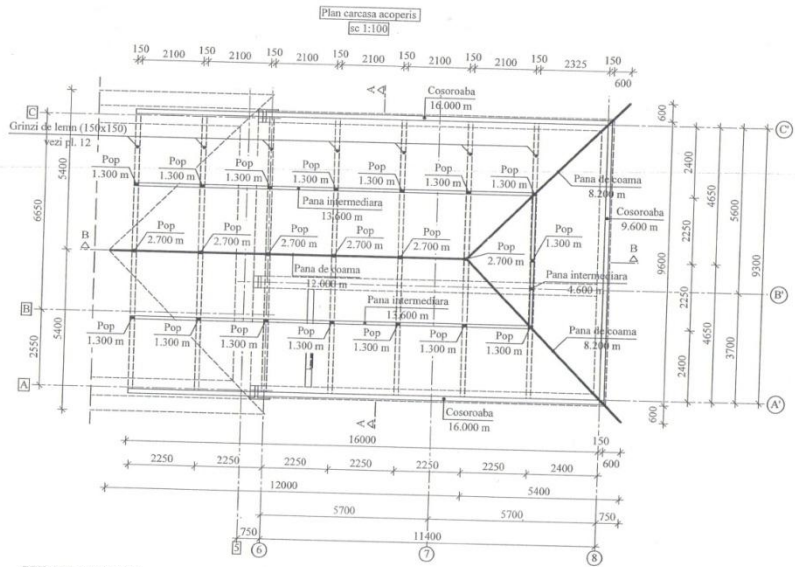 Plan carcasa acoperis
sc 1:100
150 2100 150 2100 150 2100 150 2100 150 2100 150 2100 150 2325 150
600
A
Cosoroaba
16.000 m
C
C'
Grinzi de lemn (150x150)
vezi pl. 12
Pop Pop Pop Pop Pop Pop Pop
1.300 m 1.300 m 1.300 m 1.300 m 1.300 m 1.300 m 1.300 m
Pana de coama
8.200 m
Pana intermediara
13.600 m
Cosoroaba
9.600 m
Pop Pop Pop Pop Pop Pop
2.700 m 2.700 m 2.700 m 2.700 m 2.700 m 2.700 m
Pop
1.300 m
B B
Pana de coama
12.000 m
Pana intermediara
4.600 m
Pana intermediara
13.600 m
B
B'
Pop Pop Pop Pop Pop Pop Pop
1.300 m 1.300 m 1.300 m 1.300 m 1.300 m 1.300 m 1.300 m
Pana de coama
8.200 m
A
A'
Cosoroaba
16.000 m
A
5400 5400
6650 2550
600 9600 600
2400 2250 2250 2400
4650 4650
5600 3700
9300
16000 150
600
2250 2250 2250 2250 2250 2250 2400
12000 5400
5700 5700 750
750 11400
5 6 7 8